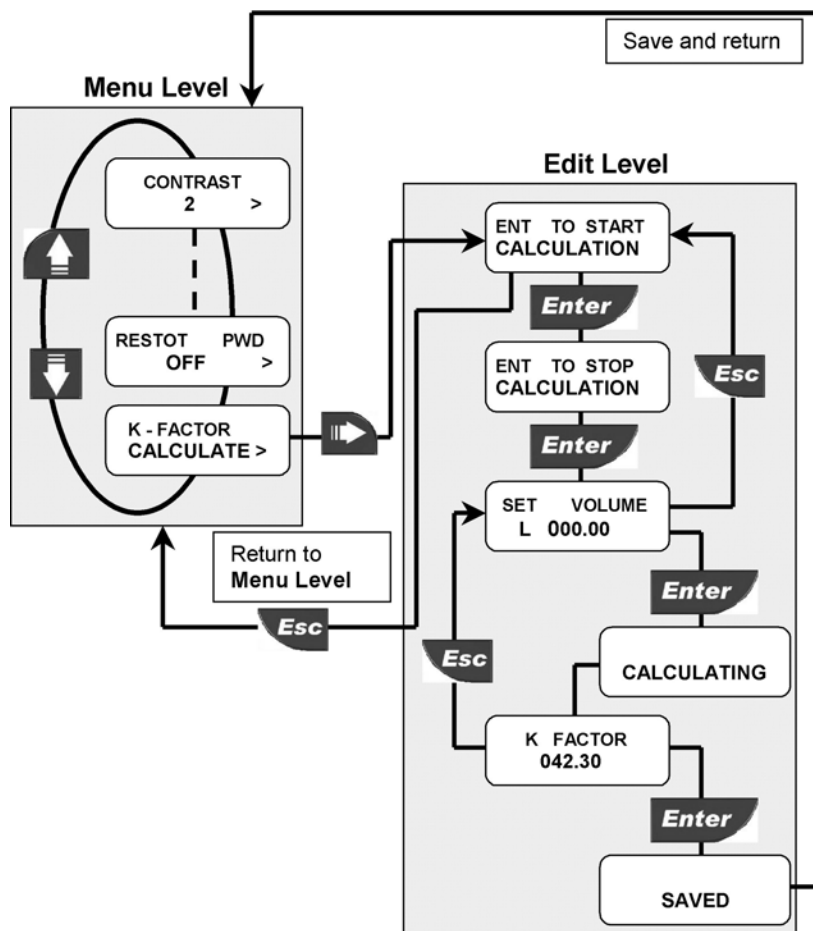 Save and return
Menu Level
CONTRAST
2 >
RESTOT PWD
OFF >
K - FACTOR
CALCULATE >
Return to
Menu Level
Esc
Edit Level
ENT TO START
CALCULATION
Enter
ENT TO STOP
CALCULATION
Esc
Enter
SET VOLUME
L 000.00
Enter
Esc
CALCULATING
K FACTOR
042.30
Enter
SAVED